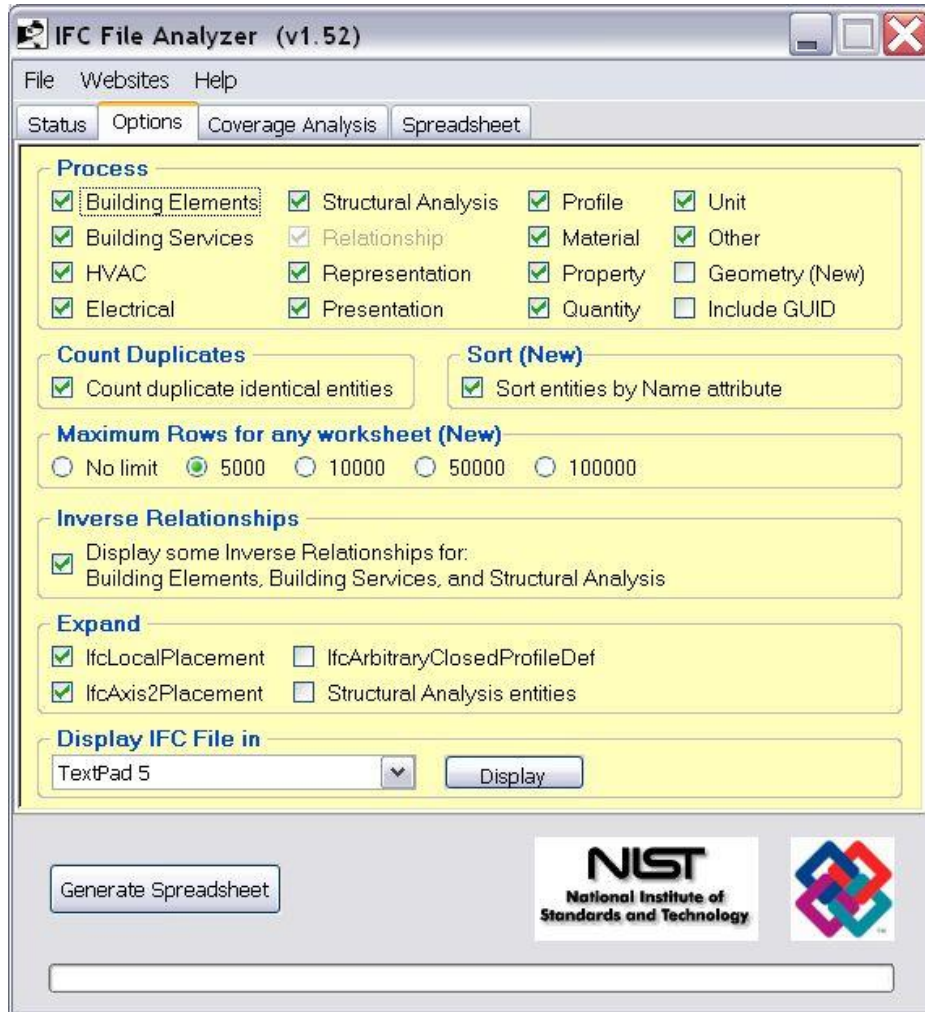 IFC File Analyzer (v1.52)
File Websites Help
Status Options Coverage Analysis Spreadsheet
Process
Building Elements Structural Analysis Profile Unit
Building Services Relationship Material Other
HVAC Representation Property Geometry (New)
Electrical Presentation Quantity Include GUID
Count Duplicates Sort (New)
Count duplicate identical entities Sort entities by Name attribute
Maximum Rows for any worksheet (New)
No limit 5000 10000 50000 100000
Inverse Relationships
Display some Inverse Relationships for:
Building Elements, Building Services, and Structural Analysis
Expand
IfcLocalPlacement IfcArbitraryClosedProfileDef
IfcAxis2Placement Structural Analysis entities
Display IFC File in
TextPad 5 Display
Generate Spreadsheet
NIST
National Institute of
Standards and Technology
TM